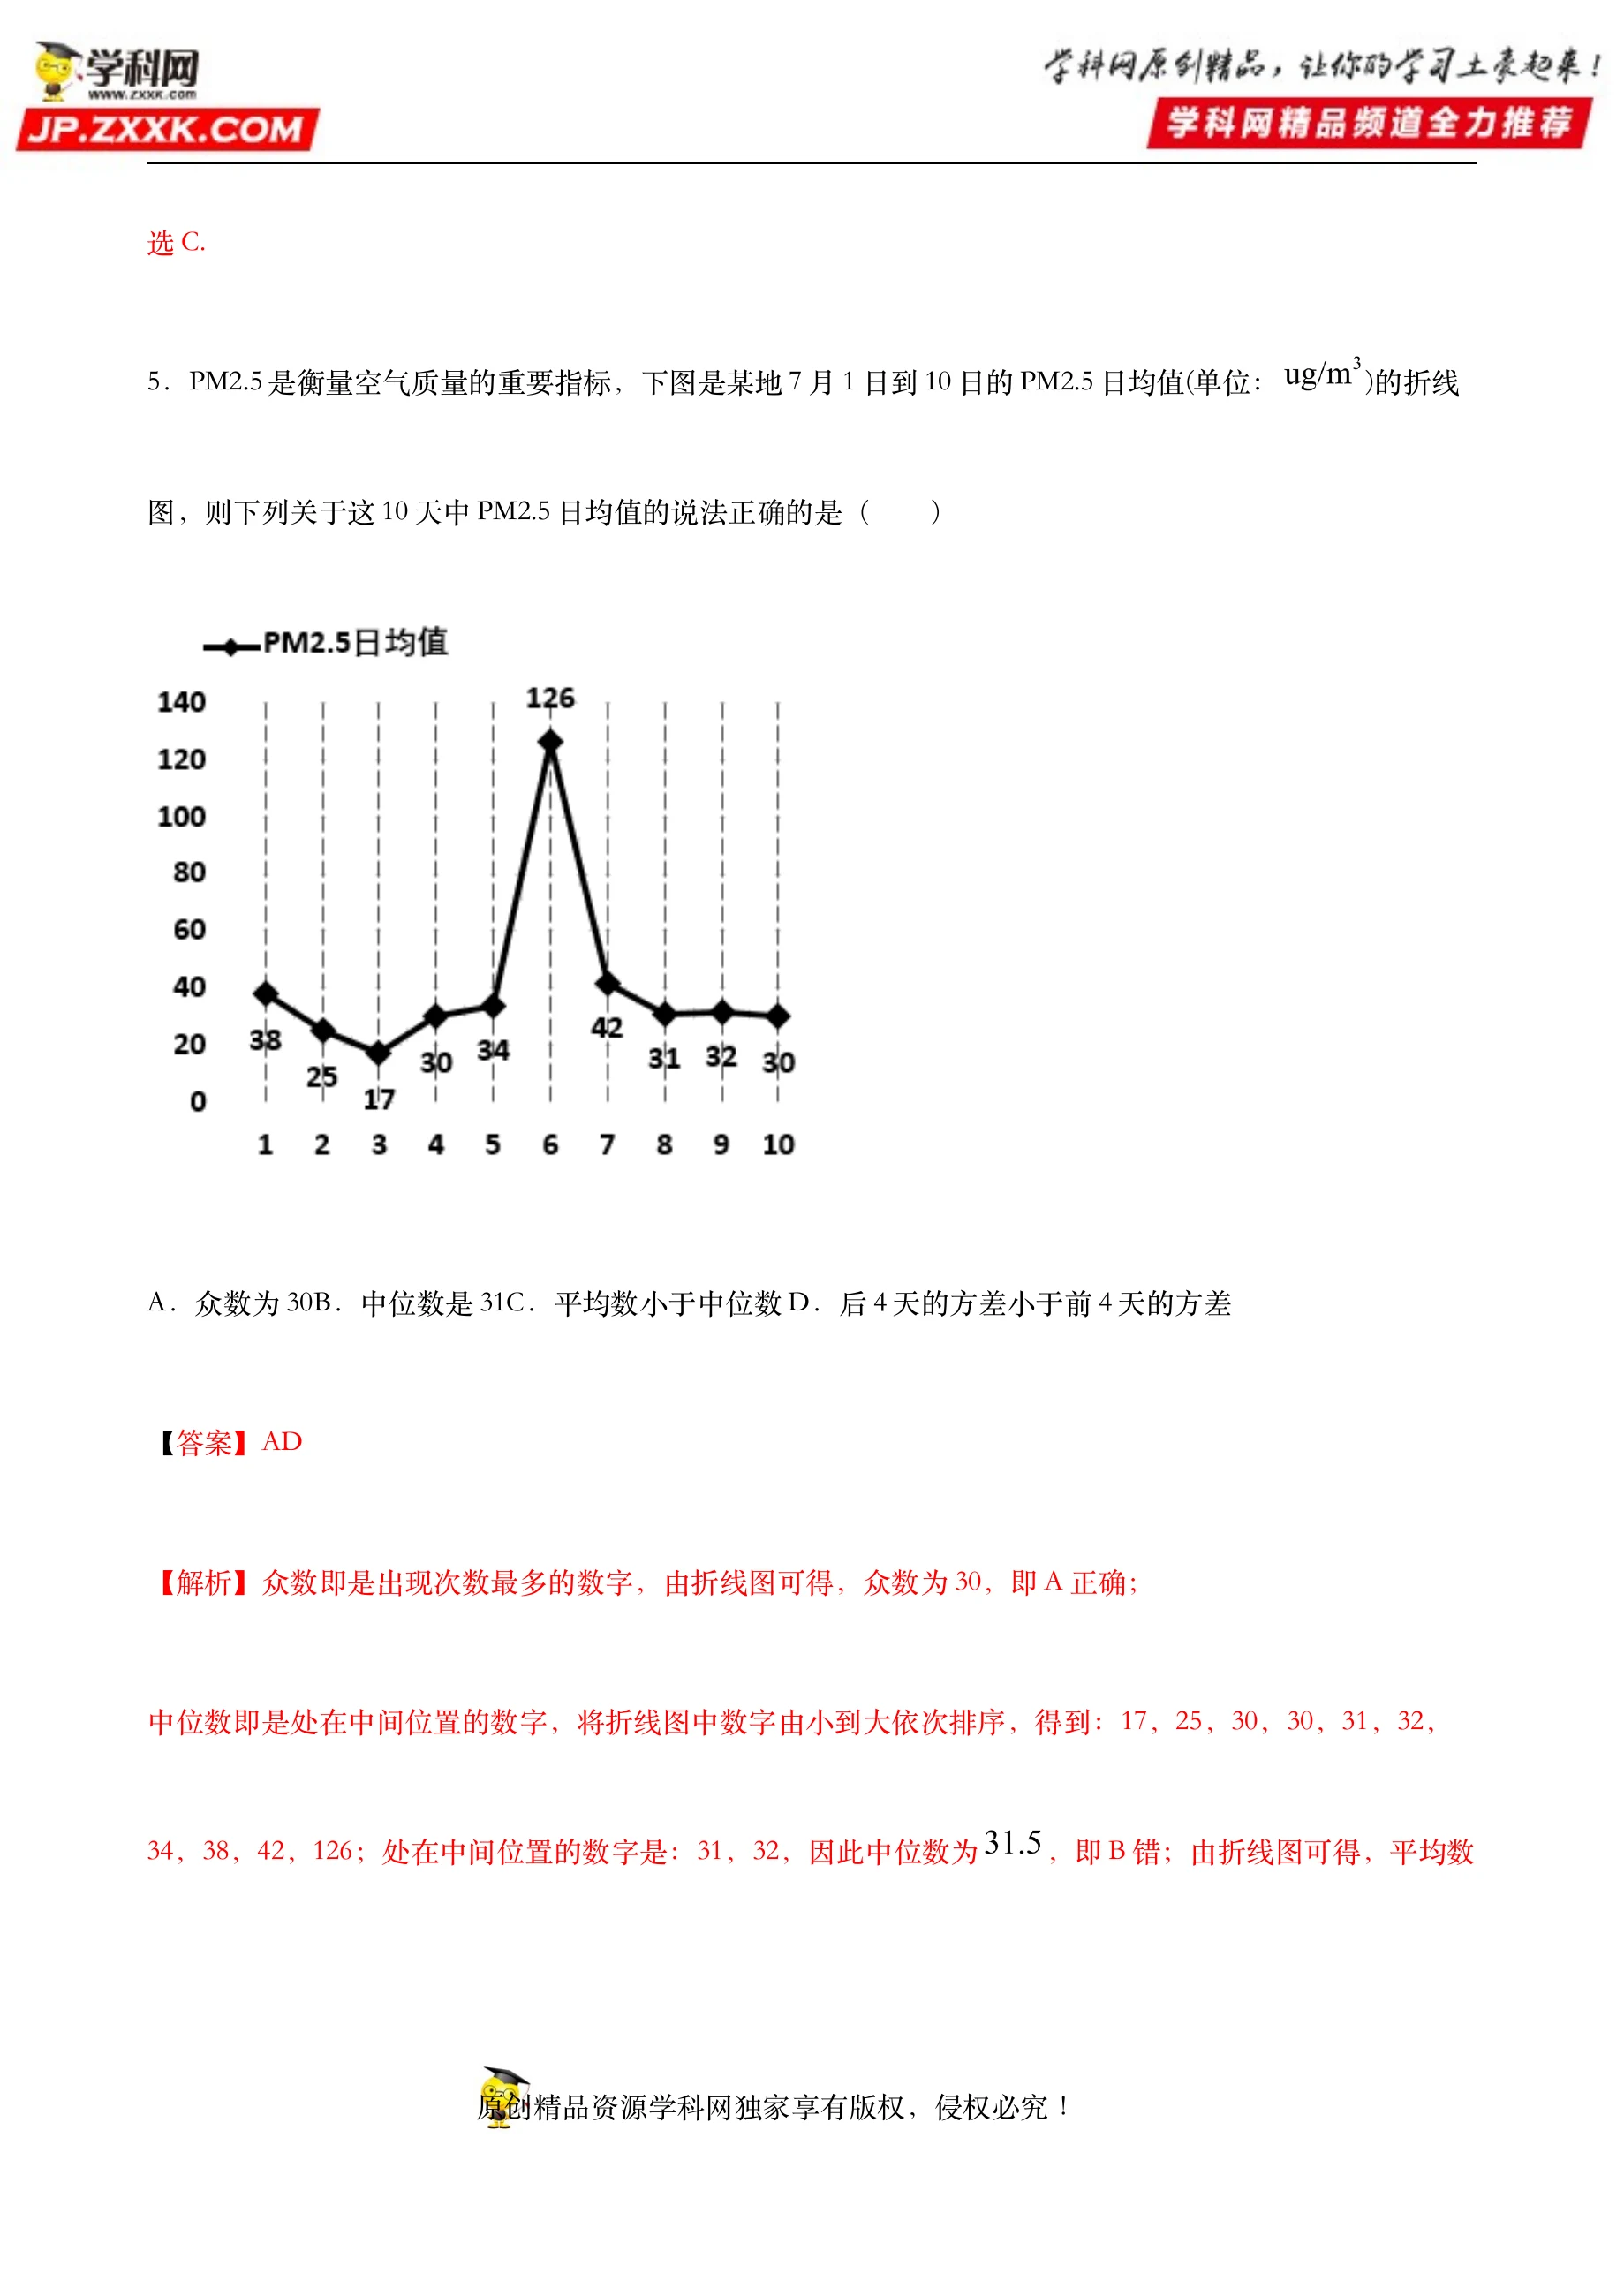 学科网
www.zxxk.com
JP.ZXXK.COM
学科网原创精品，让你的学习土豪起来！
学科网精品频道全力推荐
选 C.
5．PM2.5 是衡量空气质量的重要指标，下图是某地 7 月 1 日到 10 日的 PM2.5 日均值(单位：ug/m³)的折线
图，则下列关于这 10 天中 PM2.5 日均值的说法正确的是（　　）
PM2.5日均值
140
120
100
80
60
40
20
0
126
38
25
17
30
34
42
31
32
30
1 2 3 4 5 6 7 8 9 10
A．众数为 30B．中位数是 31C．平均数小于中位数 D．后 4 天的方差小于前 4 天的方差
【答案】AD
【解析】众数即是出现次数最多的数字，由折线图可得，众数为 30，即 A 正确；
中位数即是处在中间位置的数字，将折线图中数字由小到大依次排序，得到：17，25，30，30，31，32，
34，38，42，126；处在中间位置的数字是：31，32，因此中位数为 31.5，即 B 错；由折线图可得，平均数
原创精品资源学科网独家享有版权，侵权必究！